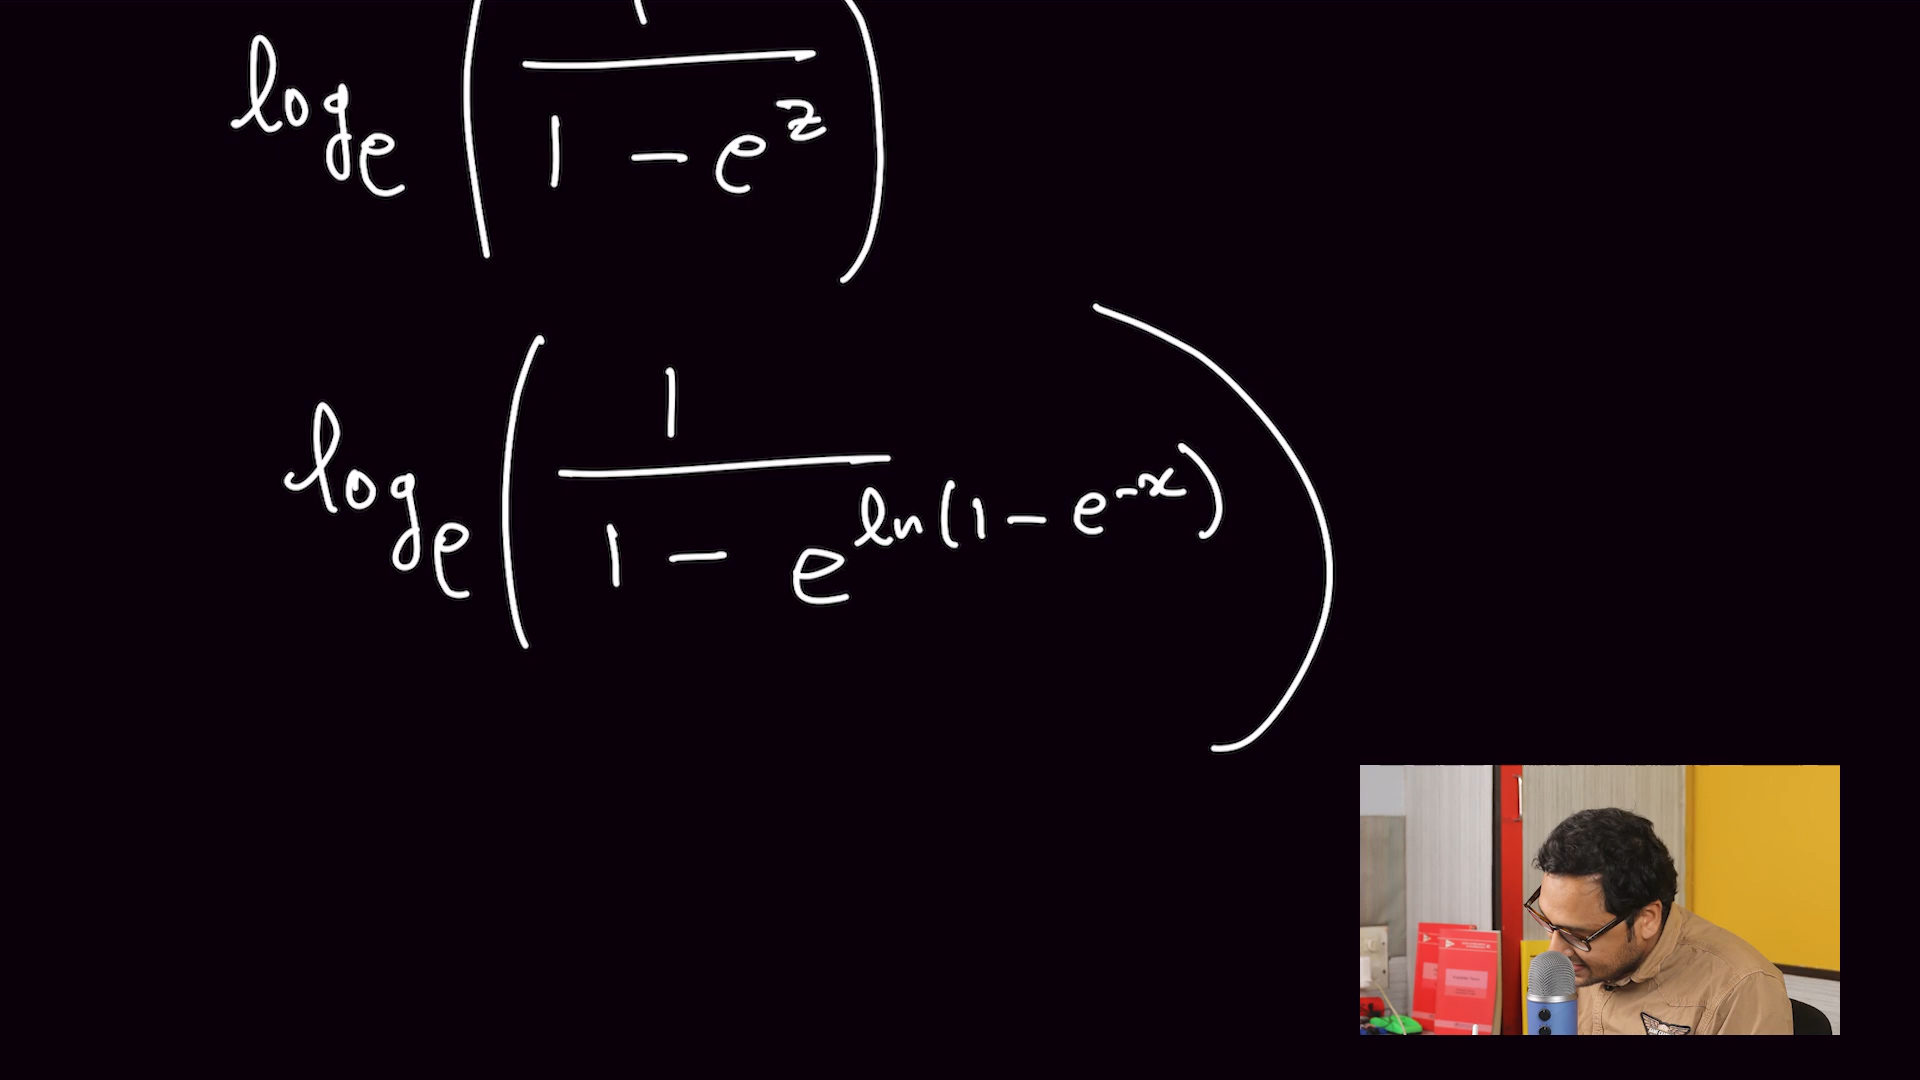 log_e ( 1 / (1 - e^z) )
log_e ( 1 / (1 - e^{ln(1 - e^{-x})}) )